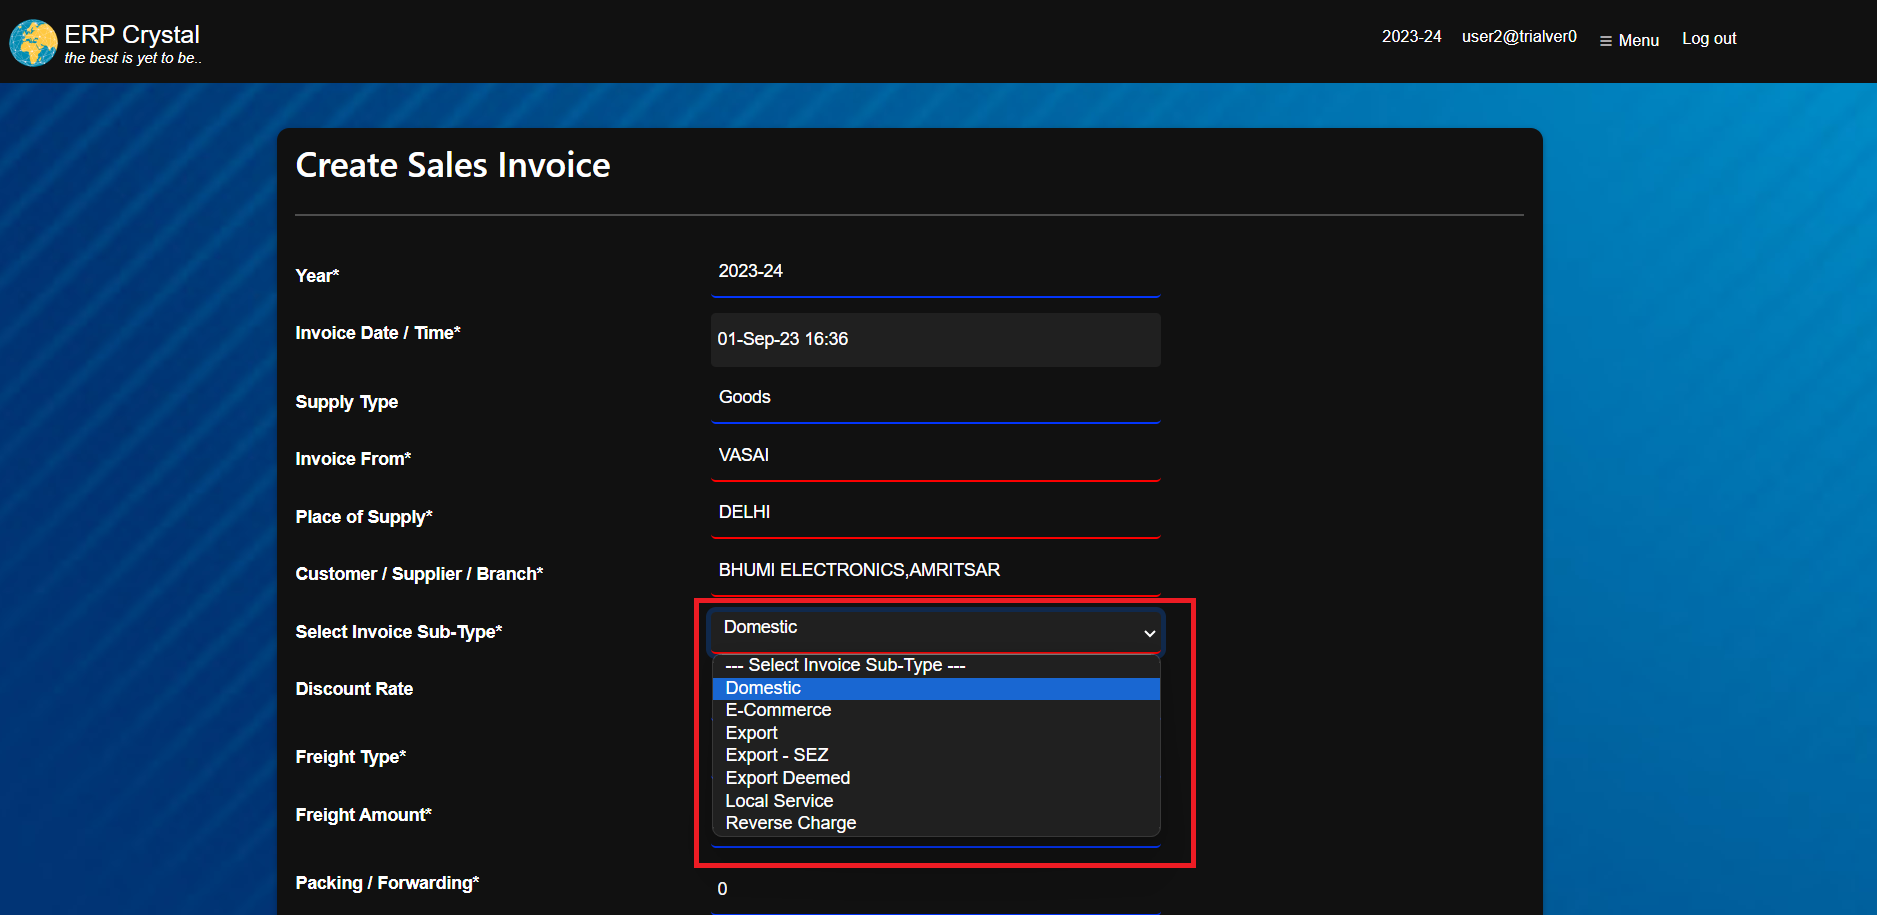 ERP Crystal
the best is yet to be..
2023-24 user2@trialver0 ≡ Menu Log out
Create Sales Invoice
Year* 2023-24
Invoice Date / Time* 01-Sep-23 16:36
Supply Type Goods
Invoice From* VASAI
Place of Supply* DELHI
Customer / Supplier / Branch* BHUMI ELECTRONICS,AMRITSAR
Select Invoice Sub-Type* Domestic
--- Select Invoice Sub-Type ---
Domestic
E-Commerce
Export
Export - SEZ
Export Deemed
Local Service
Reverse Charge
Discount Rate
Freight Type*
Freight Amount*
Packing / Forwarding* 0